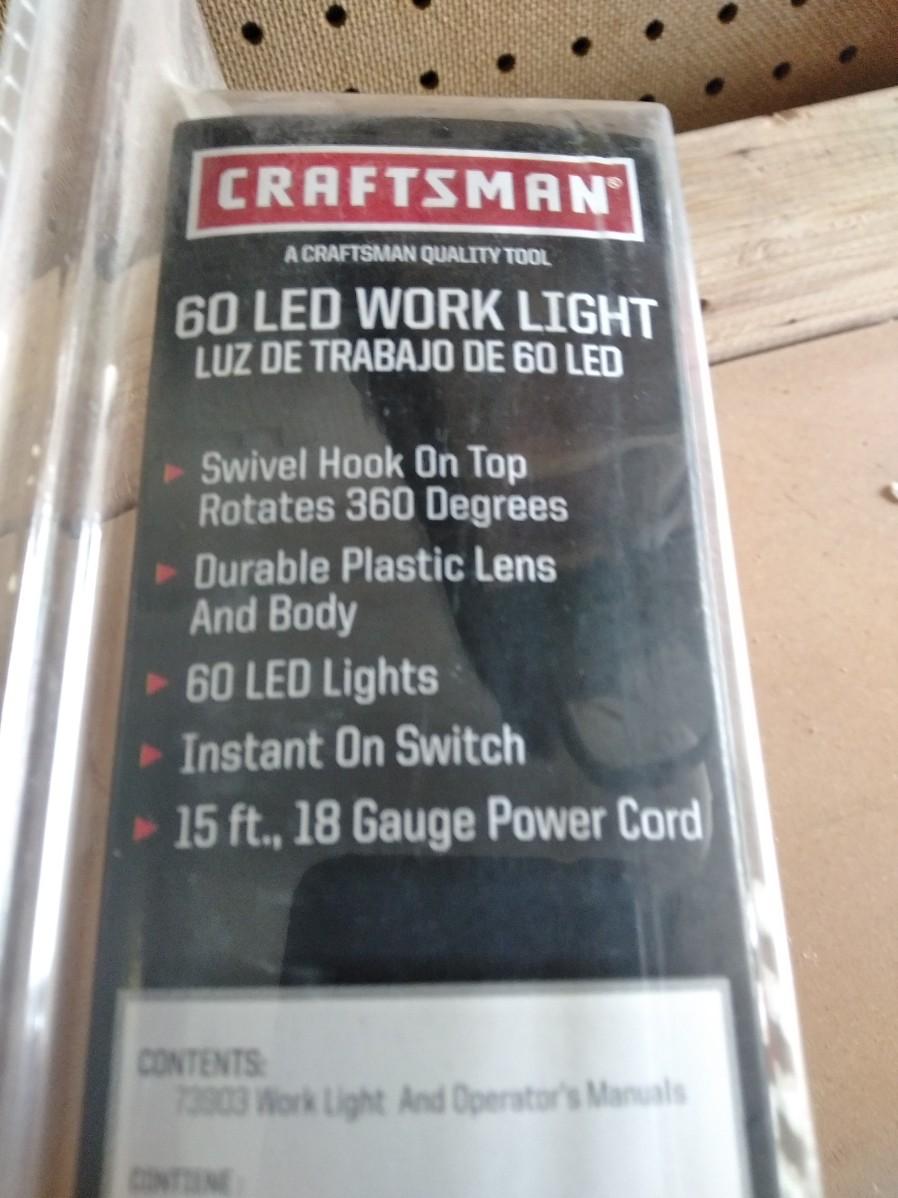 CRAFTSMAN®
A CRAFTSMAN QUALITY TOOL
60 LED WORK LIGHT
LUZ DE TRABAJO DE 60 LED
Swivel Hook On Top
Rotates 360 Degrees
Durable Plastic Lens
And Body
60 LED Lights
Instant On Switch
15 ft., 18 Gauge Power Cord
CONTENTS:
73903 Work Light And Operator's Manuals
CONTIENE: